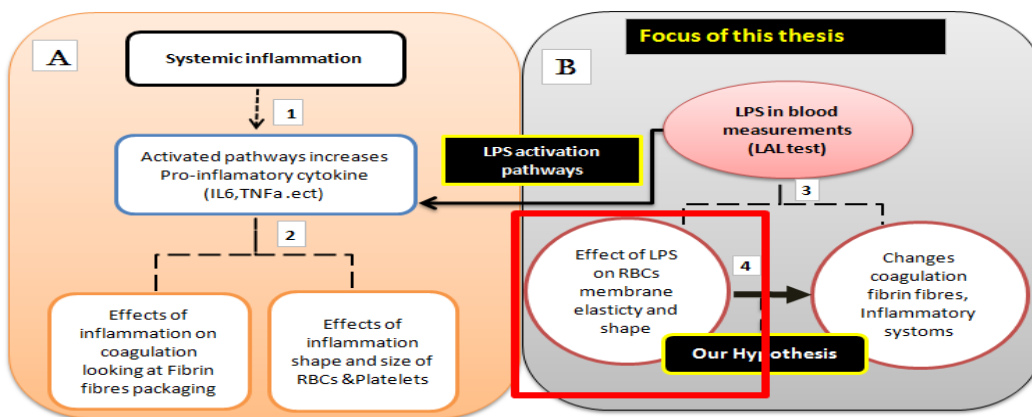 A
Systemic inflammation
1
Activated pathways increases
Pro-inflamatory cytokine
(IL6,TNFa .ect)
2
Effects of
inflammation on
coagulation
looking at Fibrin
fibres packaging
Effects of
inflammation
shape and size of
RBCs &Platelets
Focus of this thesis
B
LPS in blood
measurements
(LAL test)
LPS activation
pathways
3
Effect of LPS
on RBCs
membrane
elasticty and
shape
4
Changes
coagulation
fibrin fibres,
Inflammatory
systoms
Our Hypothesis